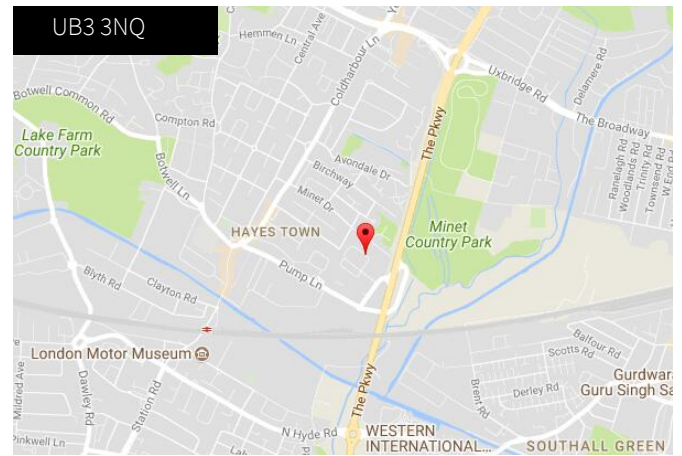 UB3 3NQ
Hemmen Ln
Central Ave
Coldharbour Ln
Uxbridge Rd
Delamere Rd
The Broadway
Botwell Common Rd
Compton Rd
Lake Farm
Country Park
Botwell Ln
Avondale Dr
Birchway
Minet Dr
The Pkwy
Ranelagh Rd
Woodlands Rd
Trinity Rd
Townsend Rd
W End Rd
HAYES TOWN
Minet
Country Park
Pump Ln
Blyth Rd
Clayton Rd
London Motor Museum
Balfour Rd
Scotts Rd
Gurdwar
Guru Singh Sa
Mildred Ave
Dawley Rd
Station Rd
The Pkwy
Brent Rd
Derley Rd
Pinkwell Ln
N Hyde Rd
WESTERN
INTERNATIONAL...
SOUTHALL GREEN